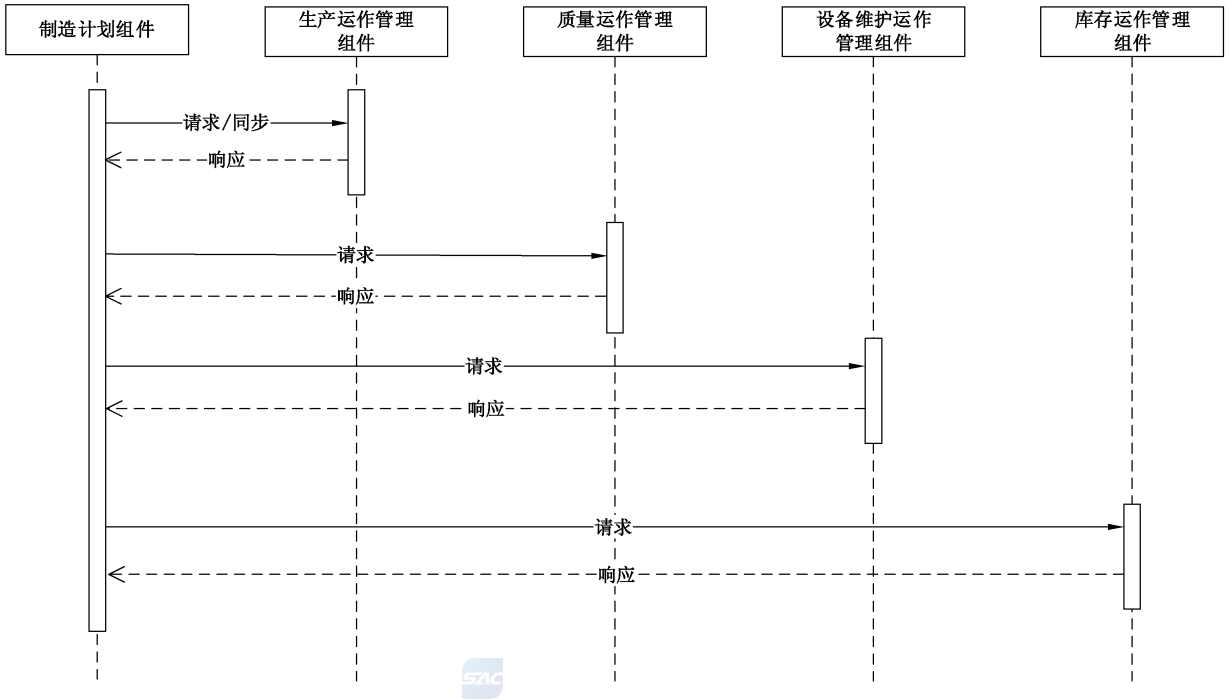 制造计划组件
生产运作管理
组件
质量运作管理
组件
设备维护运作
管理组件
库存运作管理
组件
请求/同步
响应
请求
响应
请求
响应
请求
响应
SAC